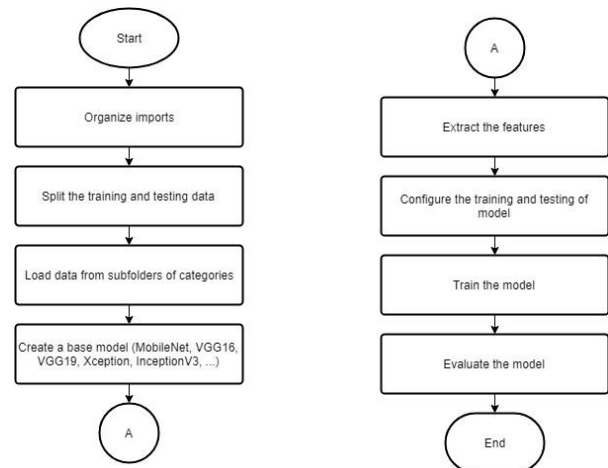 Start
Organize imports
Split the training and testing data
Load data from subfolders of categories
Create a base model (MobileNet, VGG16,
VGG19, Xception, InceptionV3, ...)
A
A
Extract the features
Configure the training and testing of
model
Train the model
Evaluate the model
End